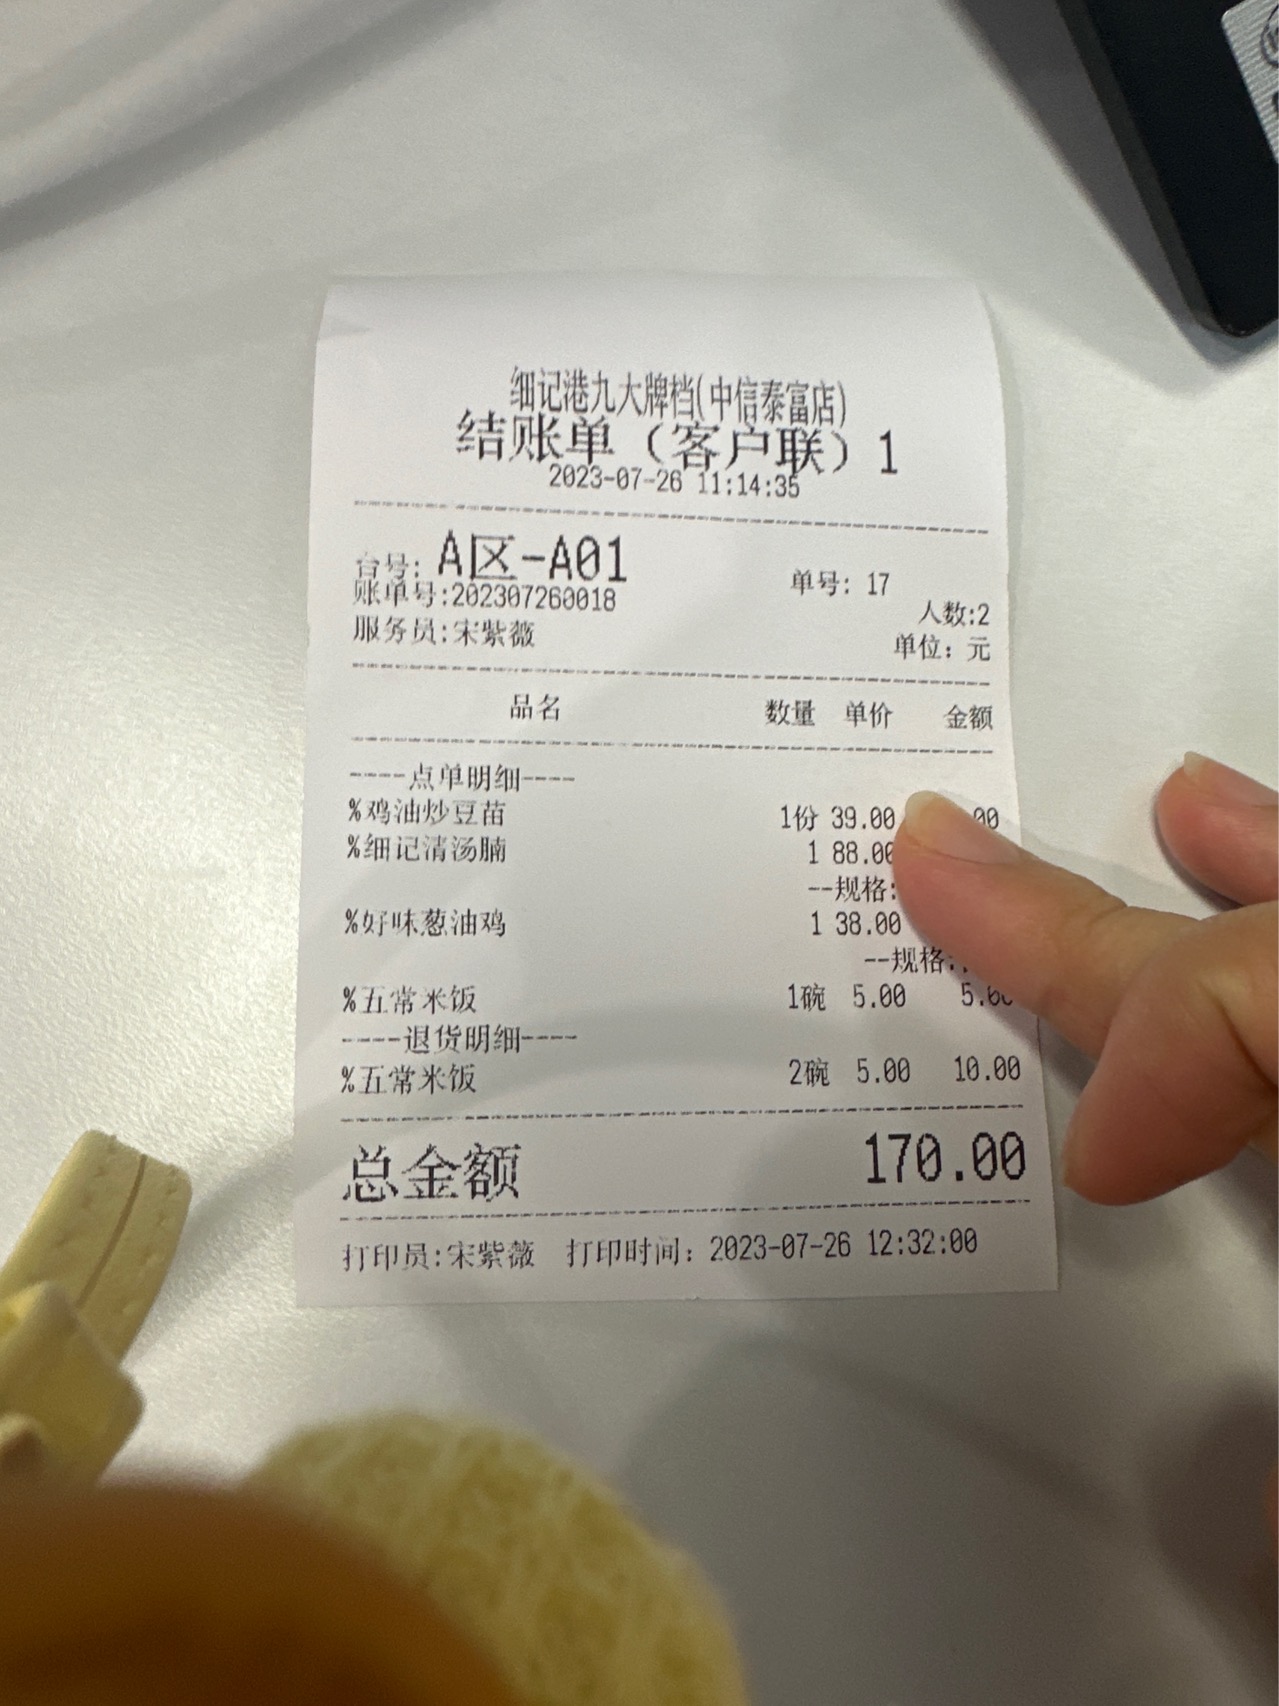 细记港九大牌档(中信泰富店)
结账单（客户联）1
2023-07-26 11:14:35
台号: A区-A01 单号: 17
账单号:202307260018 人数:2
服务员:宋紫薇 单位: 元
品名 数量 单价 金额
----点单明细----
%鸡油炒豆苗 1份 39.00 00
%细记清汤腩 1 88.00
--规格:
%好味葱油鸡 1 38.00
--规格:
%五常米饭 1碗 5.00 5.00
----退货明细----
%五常米饭 2碗 5.00 10.00
总金额 170.00
打印员:宋紫薇 打印时间: 2023-07-26 12:32:00